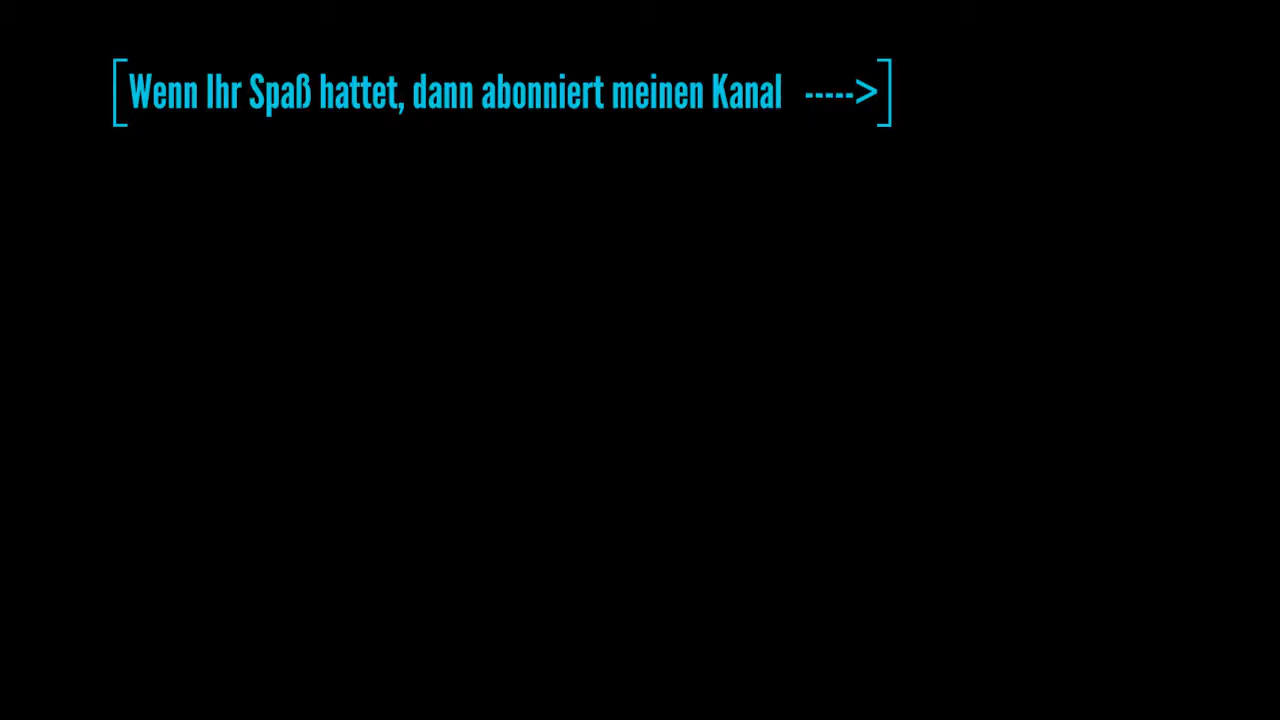 [Wenn Ihr Spaß hattet, dann abonniert meinen Kanal ----->]